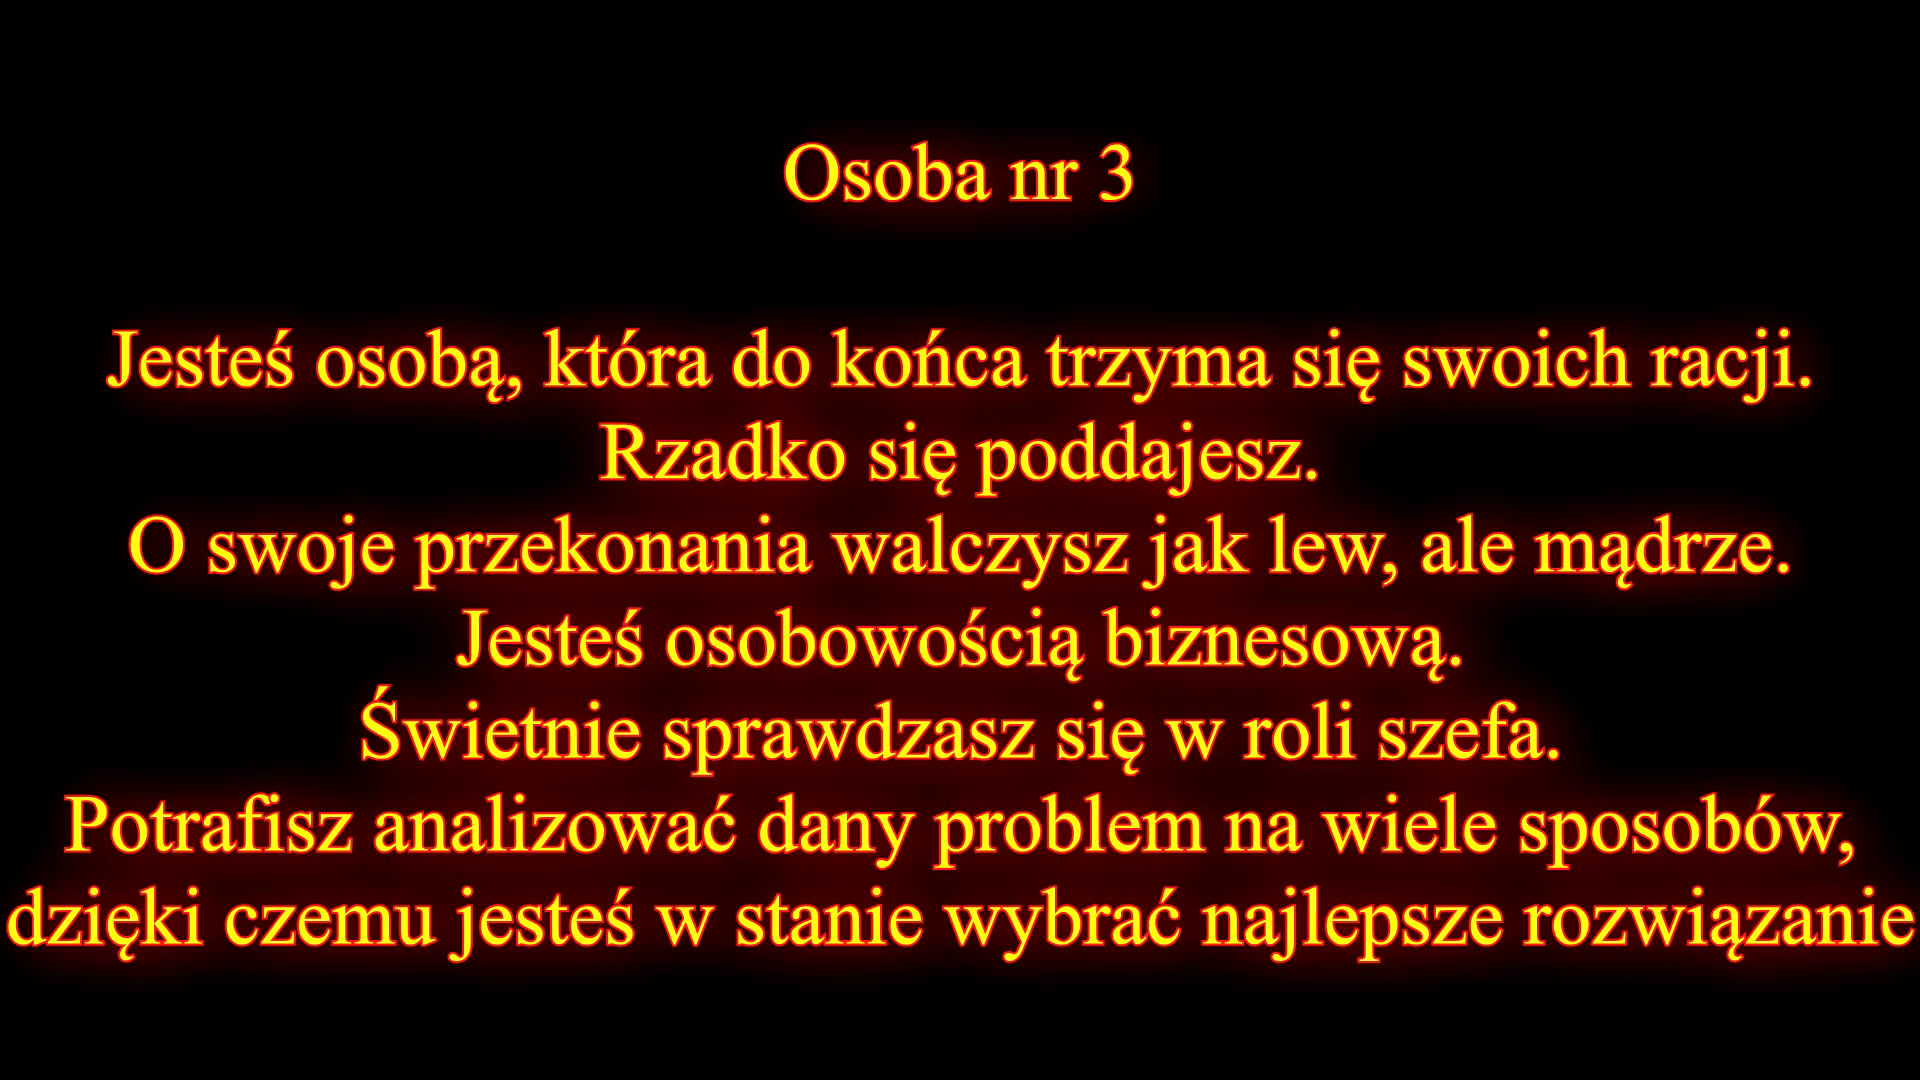 Osoba nr 3
Jesteś osobą, która do końca trzyma się swoich racji.
Rzadko się poddajesz.
O swoje przekonania walczysz jak lew, ale mądrze.
Jesteś osobowością biznesową.
Świetnie sprawdzasz się w roli szefa.
Potrafisz analizować dany problem na wiele sposobów,
dzięki czemu jesteś w stanie wybrać najlepsze rozwiązanie